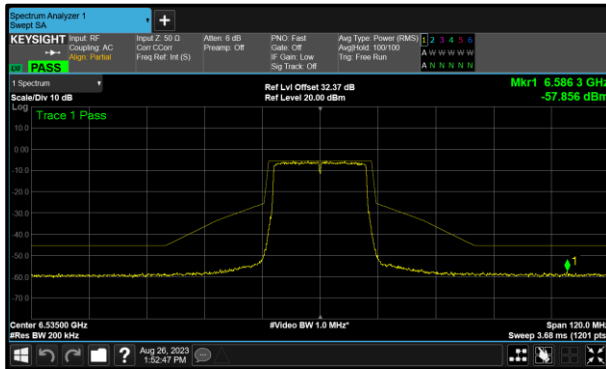 Spectrum Analyzer 1
Swept SA
KEYSIGHT
Input: RF
Coupling: AC
Align: Partial
Input Z: 50 Ω
Corr CCorr
Freq Ref: Int (S)
Atten: 6 dB
Preamp: Off
PNO: Fast
Gate: Off
IF Gain: Low
Sig Track: Off
Avg Type: Power (RMS)
Avg|Hold: 100/100
Trig: Free Run
1 2 3 4 5 6
A W W W W W
A N N N N N
LW PASS
1 Spectrum
Scale/Div 10 dB
Ref Lvl Offset 32.37 dB
Ref Level 20.00 dBm
Mkr1 6.586 3 GHz
-57.856 dBm
Log
Trace 1 Pass
10.0
0.00
-10.0
-20.0
-30.0
-40.0
-50.0
-60.0
-70.0
1
Center 6.53500 GHz
#Res BW 200 kHz
#Video BW 1.0 MHz*
Span 120.0 MHz
Sweep 3.68 ms (1201 pts)
?
Aug 26, 2023
1:52:47 PM